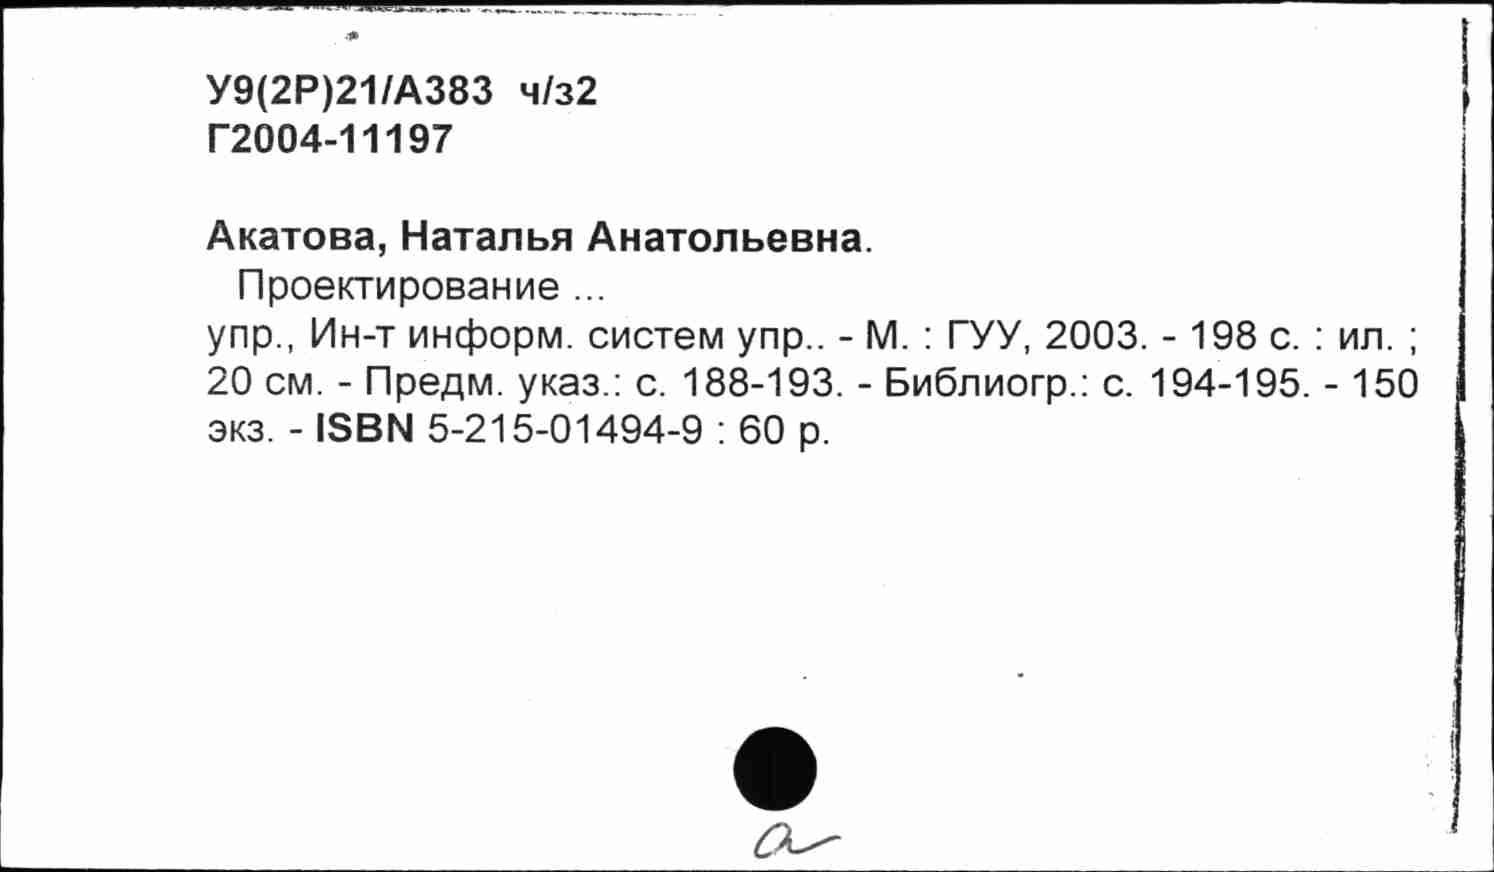 У9(2Р)21/А383 ч/з2
Г2004-11197
Акатова, Наталья Анатольевна.
Проектирование ...
упр., Ин-т информ. систем упр.. - М. : ГУУ, 2003. - 198 с. : ил. ;
20 см. - Предм. указ.: с. 188-193. - Библиогр.: с. 194-195. - 150
экз. - ISBN 5-215-01494-9 : 60 р.
а